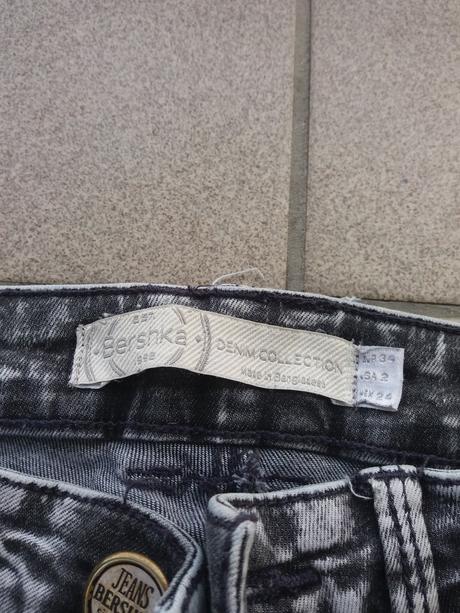 EST
Bershka
1998
DENIM COLLECTION
Made in Bangladesh
EUR 34
USA 2
MEX 24
JEANS
BERSHKA